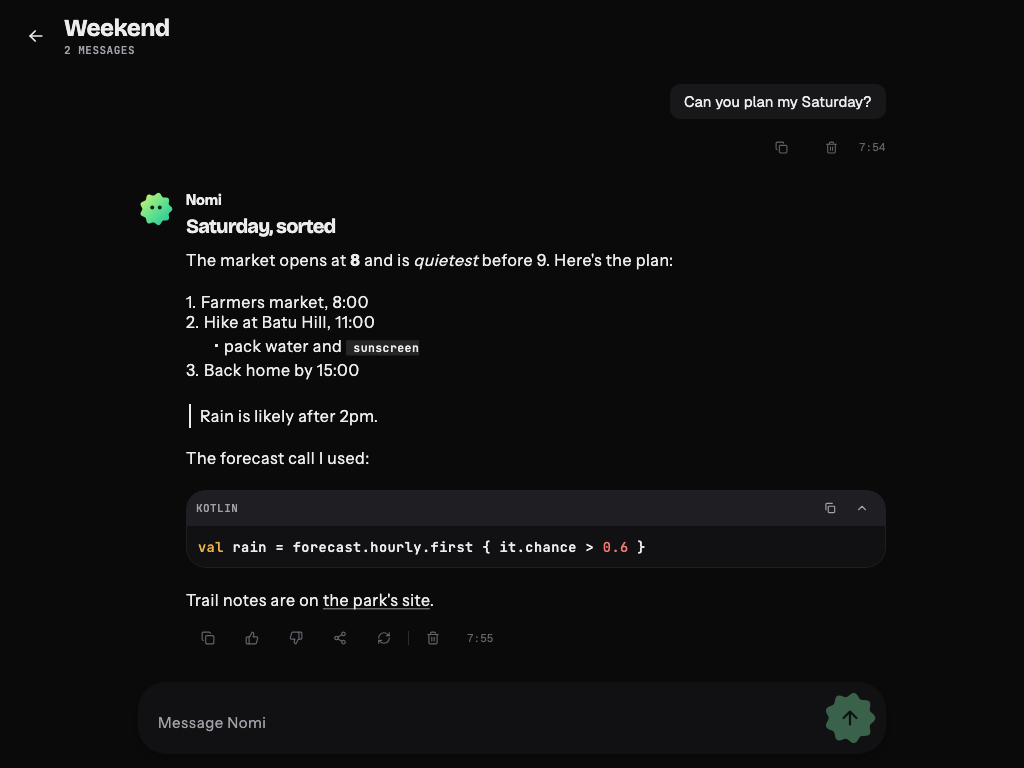 Weekend
2 MESSAGES
Can you plan my Saturday?
7:54
Nomi
Saturday, sorted
The market opens at 8 and is quietest before 9. Here's the plan:
1. Farmers market, 8:00
2. Hike at Batu Hill, 11:00
• pack water and sunscreen
3. Back home by 15:00
Rain is likely after 2pm.
The forecast call I used:
KOTLIN
val rain = forecast.hourly.first { it.chance > 0.6 }
Trail notes are on the park's site.
7:55
Message Nomi